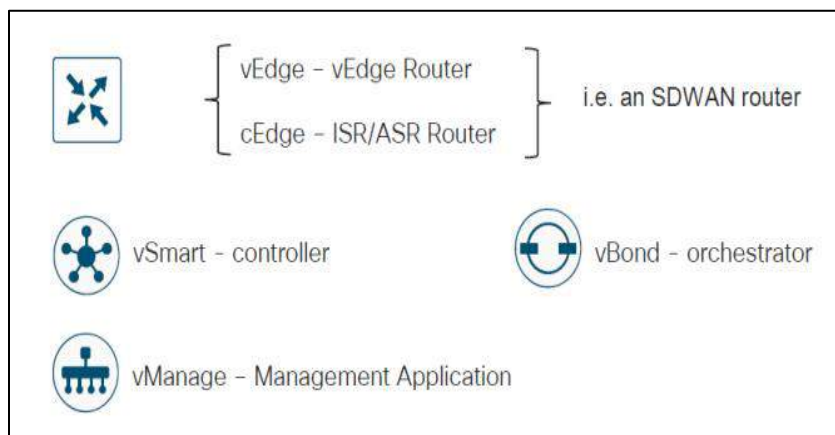 vEdge – vEdge Router
cEdge – ISR/ASR Router
i.e. an SDWAN router
vSmart – controller
vBond – orchestrator
vManage – Management Application